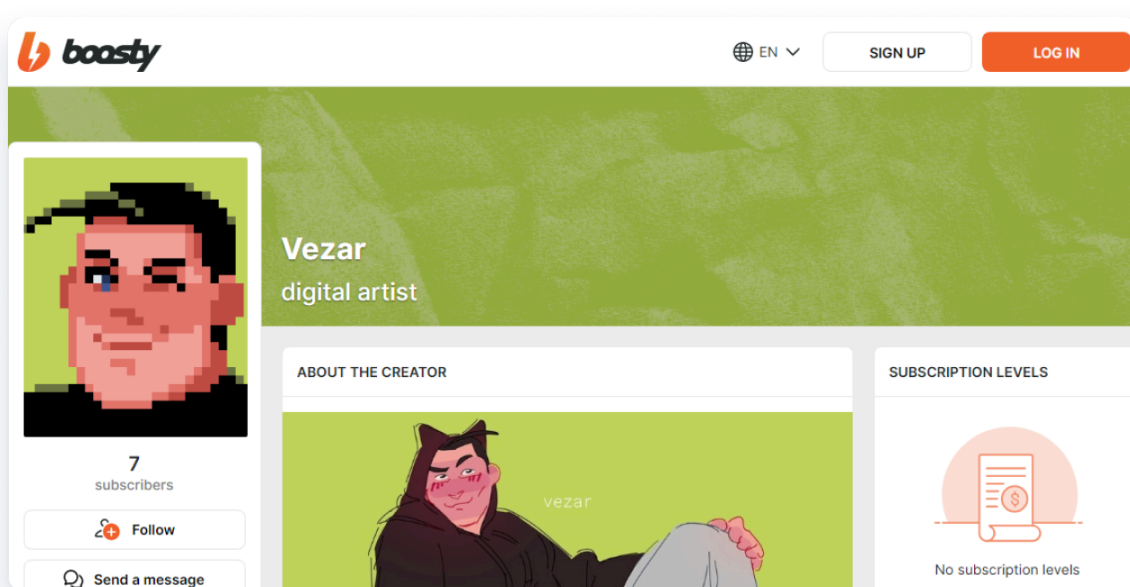 boosty
EN
SIGN UP
LOG IN
Vezar
digital artist
7
subscribers
Follow
Send a message
ABOUT THE CREATOR
vezar
SUBSCRIPTION LEVELS
$
No subscription levels